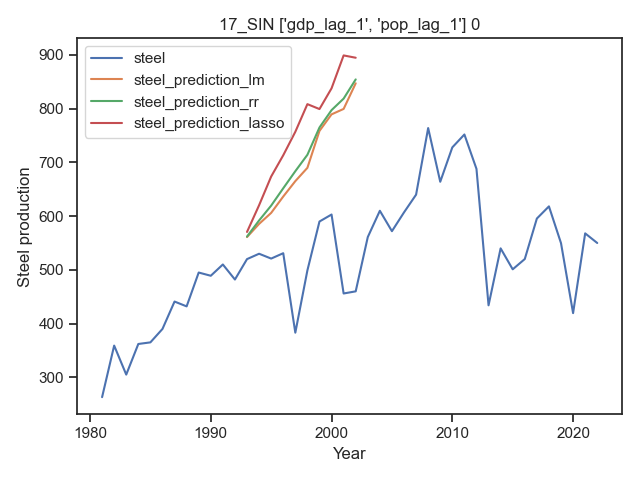 17_SIN ['gdp_lag_1', 'pop_lag_1'] 0
steel
steel_prediction_lm
steel_prediction_rr
steel_prediction_lasso
Steel production
900
800
700
600
500
400
300
1980
1990
2000
2010
2020
Year